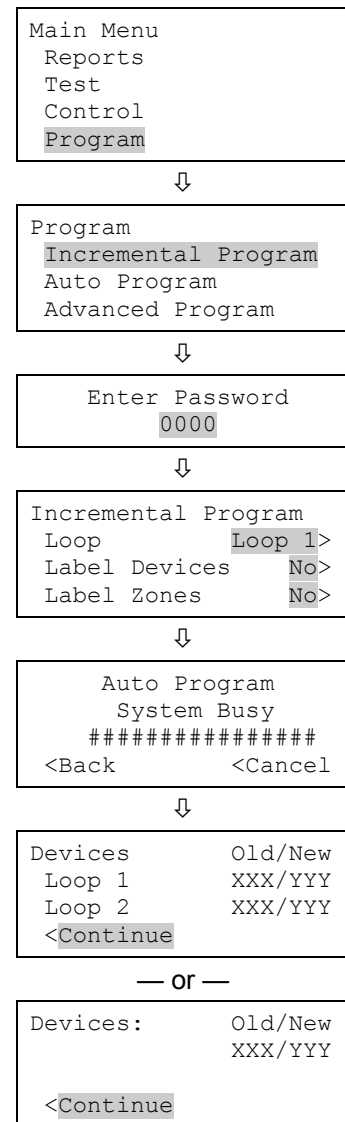 Main Menu
Reports
Test
Control
Program
⇩
Program
Incremental Program
Auto Program
Advanced Program
⇩
Enter Password
0000
⇩
Incremental Program
Loop Loop 1>
Label Devices No>
Label Zones No>
⇩
Auto Program
System Busy
################
<Back <Cancel
⇩
Devices Old/New
Loop 1 XXX/YYY
Loop 2 XXX/YYY
<Continue
— or —
Devices: Old/New
XXX/YYY
<Continue